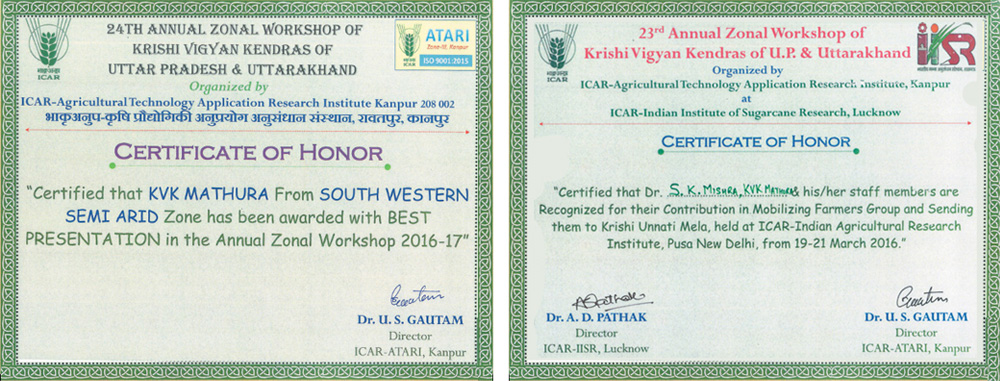 24TH ANNUAL ZONAL WORKSHOP OF
KRISHI VIGYAN KENDRAS OF
UTTAR PRADESH & UTTARAKHAND
Organized by
ICAR-Agricultural Technology Application Research Institute Kanpur 208 002
भाकृअनुप-कृषि प्रौद्योगिकी अनुप्रयोग अनुसंधान संस्थान, रावतपुर, कानपुर
भाकृअनुप
ICAR
ATARI
Zone-III, Kanpur
ICAR
ISO 9001:2015
CERTIFICATE OF HONOR
"Certified that KVK MATHURA From SOUTH WESTERN
SEMI ARID Zone has been awarded with BEST
PRESENTATION in the Annual Zonal Workshop 2016-17"
Dr. U. S. GAUTAM
Director
ICAR-ATARI, Kanpur
23rd Annual Zonal Workshop of
Krishi Vigyan Kendras of U.P. & Uttarakhand
Organized by
ICAR-Agricultural Technology Application Research Institute, Kanpur
at
ICAR-Indian Institute of Sugarcane Research, Lucknow
भाकृअनुप
ICAR
IISR
CERTIFICATE OF HONOR
"Certified that Dr. S. K. MISHRA, KVK MATHURA & his/her staff members are
Recognized for their Contribution in Mobilizing Farmers Group and Sending
them to Krishi Unnati Mela, held at ICAR-Indian Agricultural Research
Institute, Pusa New Delhi, from 19-21 March 2016."
Dr. A. D. PATHAK
Director
ICAR-IISR, Lucknow
Dr. U. S. GAUTAM
Director
ICAR-ATARI, Kanpur